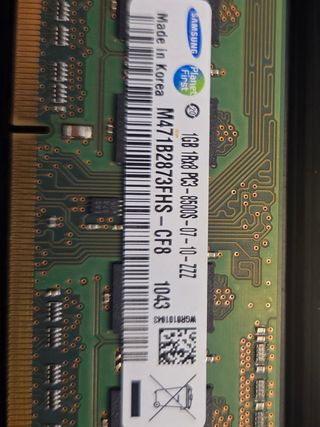 SAMSUNG
Planet
First
Made in Korea
1GB 1Rx8 PC3-8500S-07-10-ZZZ
M471B2873FHS-CF8
1043